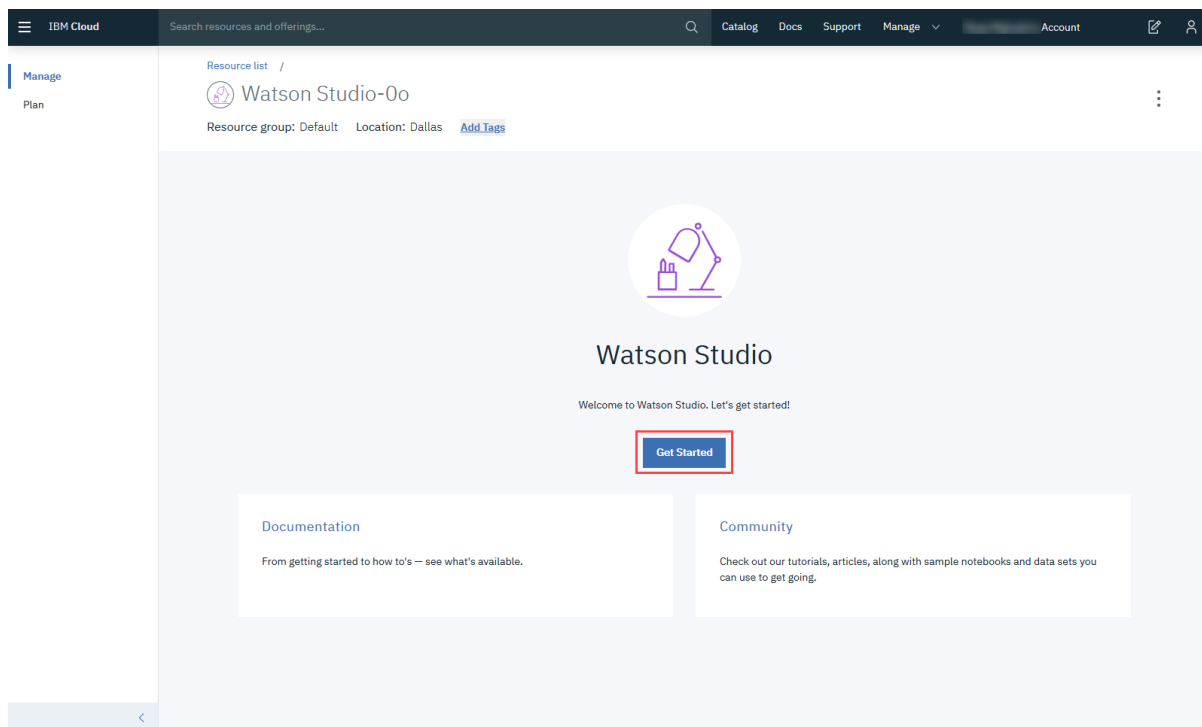 IBM Cloud
Search resources and offerings...
Catalog
Docs
Support
Manage
Account
Manage
Plan
Resource list /
Watson Studio-0o
Resource group: Default Location: Dallas Add Tags
Watson Studio
Welcome to Watson Studio. Let's get started!
Get Started
Documentation
From getting started to how to's — see what's available.
Community
Check out our tutorials, articles, along with sample notebooks and data sets you
can use to get going.